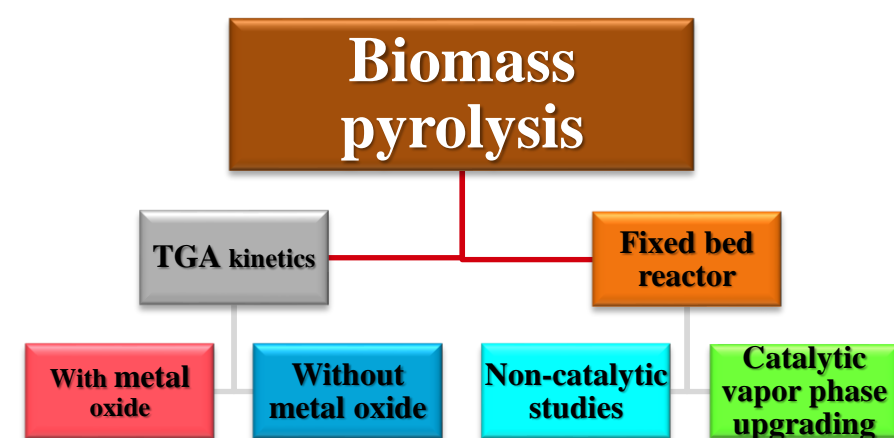 Biomass
pyrolysis
TGA kinetics
Fixed bed
reactor
With metal
oxide
Without
metal oxide
Non-catalytic
studies
Catalytic
vapor phase
upgrading